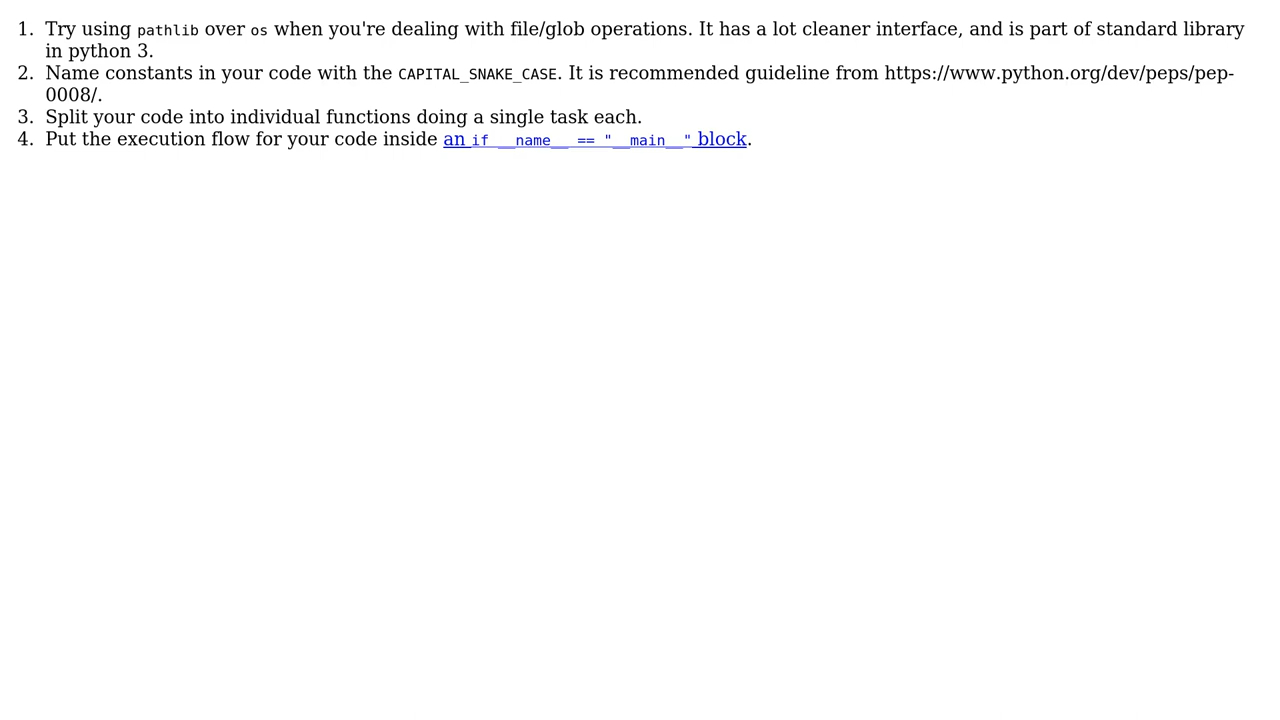 1. Try using pathlib over os when you're dealing with file/glob operations. It has a lot cleaner interface, and is part of standard library
in python 3.
2. Name constants in your code with the CAPITAL_SNAKE_CASE. It is recommended guideline from https://www.python.org/dev/peps/pep-
0008/.
3. Split your code into individual functions doing a single task each.
4. Put the execution flow for your code inside an if __name__ == "__main__" block.